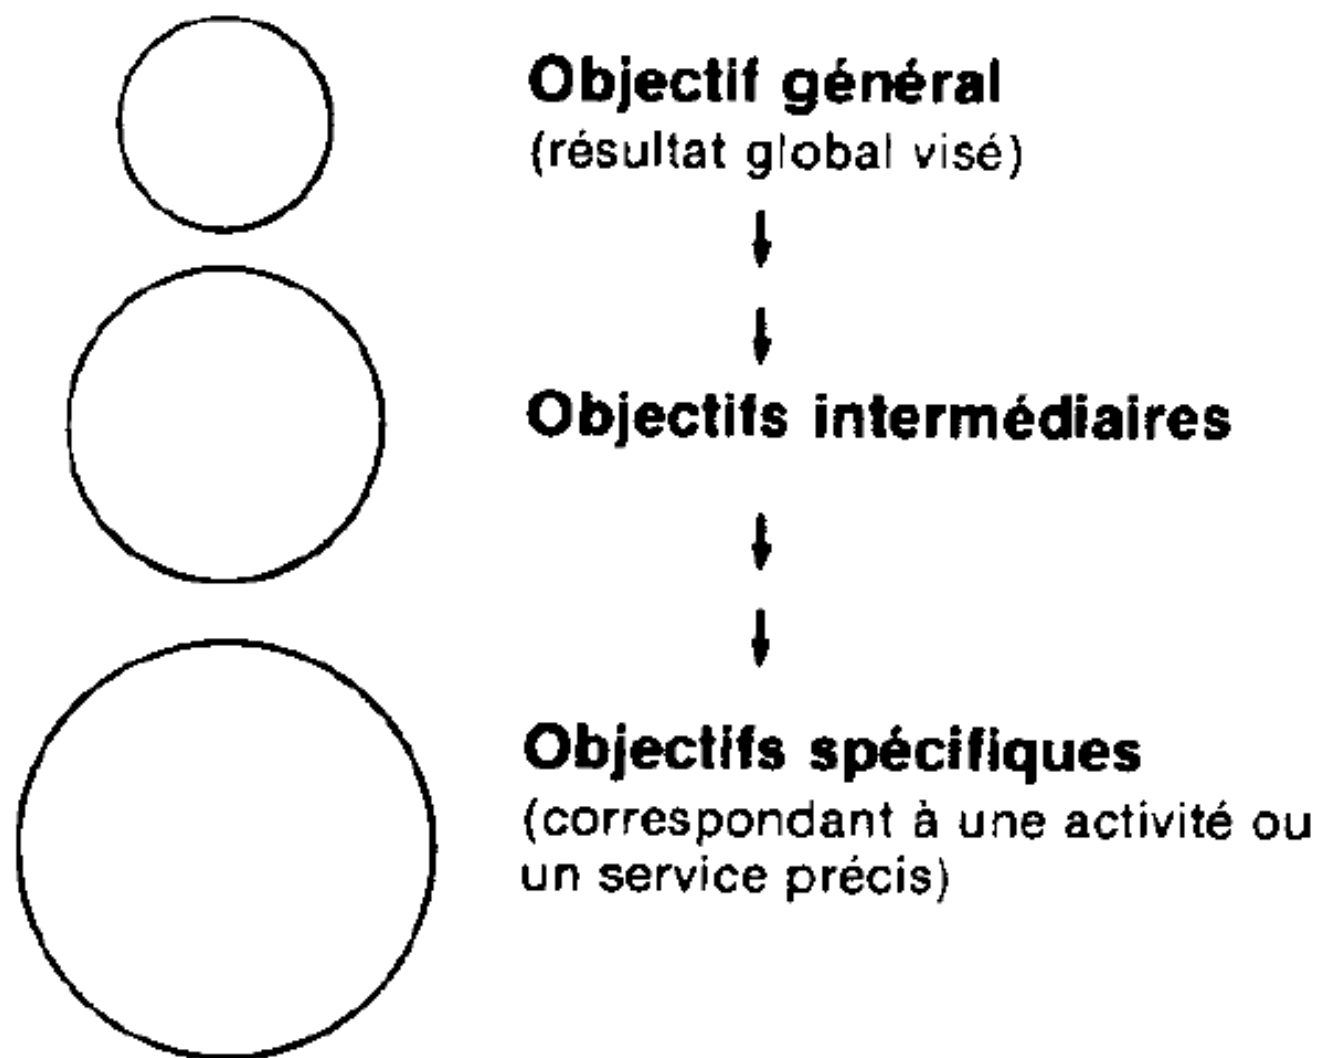 Objectif général
(résultat global visé)
Objectifs intermédiaires
Objectifs spécifiques
(correspondant à une activité ou
un service précis)